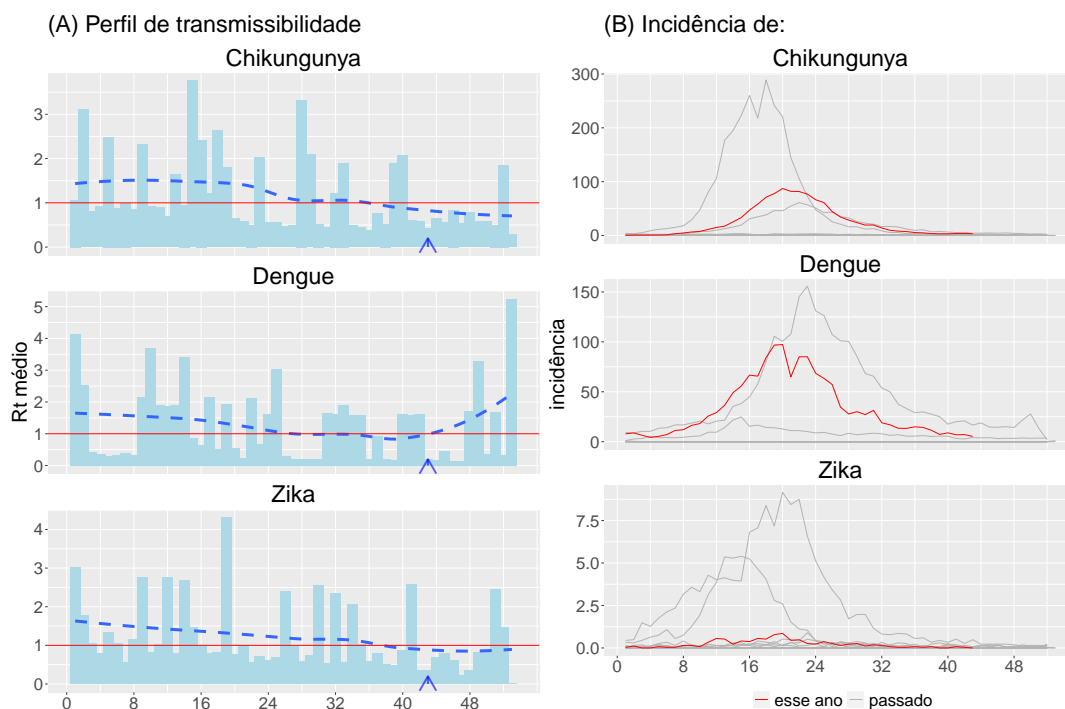 (A) Perfil de transmissibilidade
Chikungunya
3
2
1
0
Dengue
5
4
3
2
1
0
Zika
4
3
2
1
0
0 8 16 24 32 40 48
Rt médio
(B) Incidência de:
Chikungunya
300
200
100
0
Dengue
150
100
50
0
Zika
7.5
5.0
2.5
0.0
0 8 16 24 32 40 48
incidência
esse ano passado